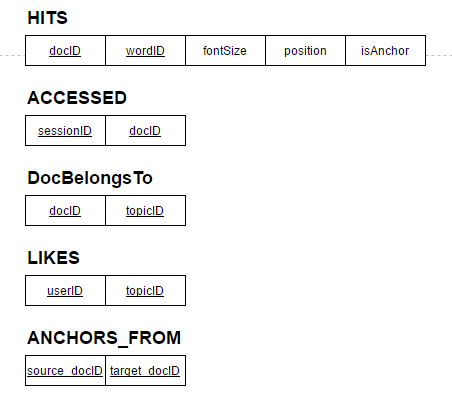 HITS
docID wordID fontSize position isAnchor
ACCESSED
sessionID docID
DocBelongsTo
docID topicID
LIKES
userID topicID
ANCHORS_FROM
source_docID target_docID